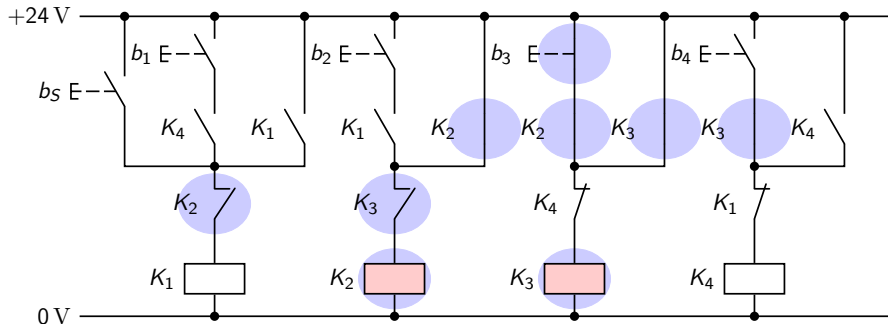 +24 V
b1 b2 b3 b4
bS
K4 K1 K1 K2 K2 K3 K3 K4
K2 K3 K4 K1
K1 K2 K3 K4
0 V